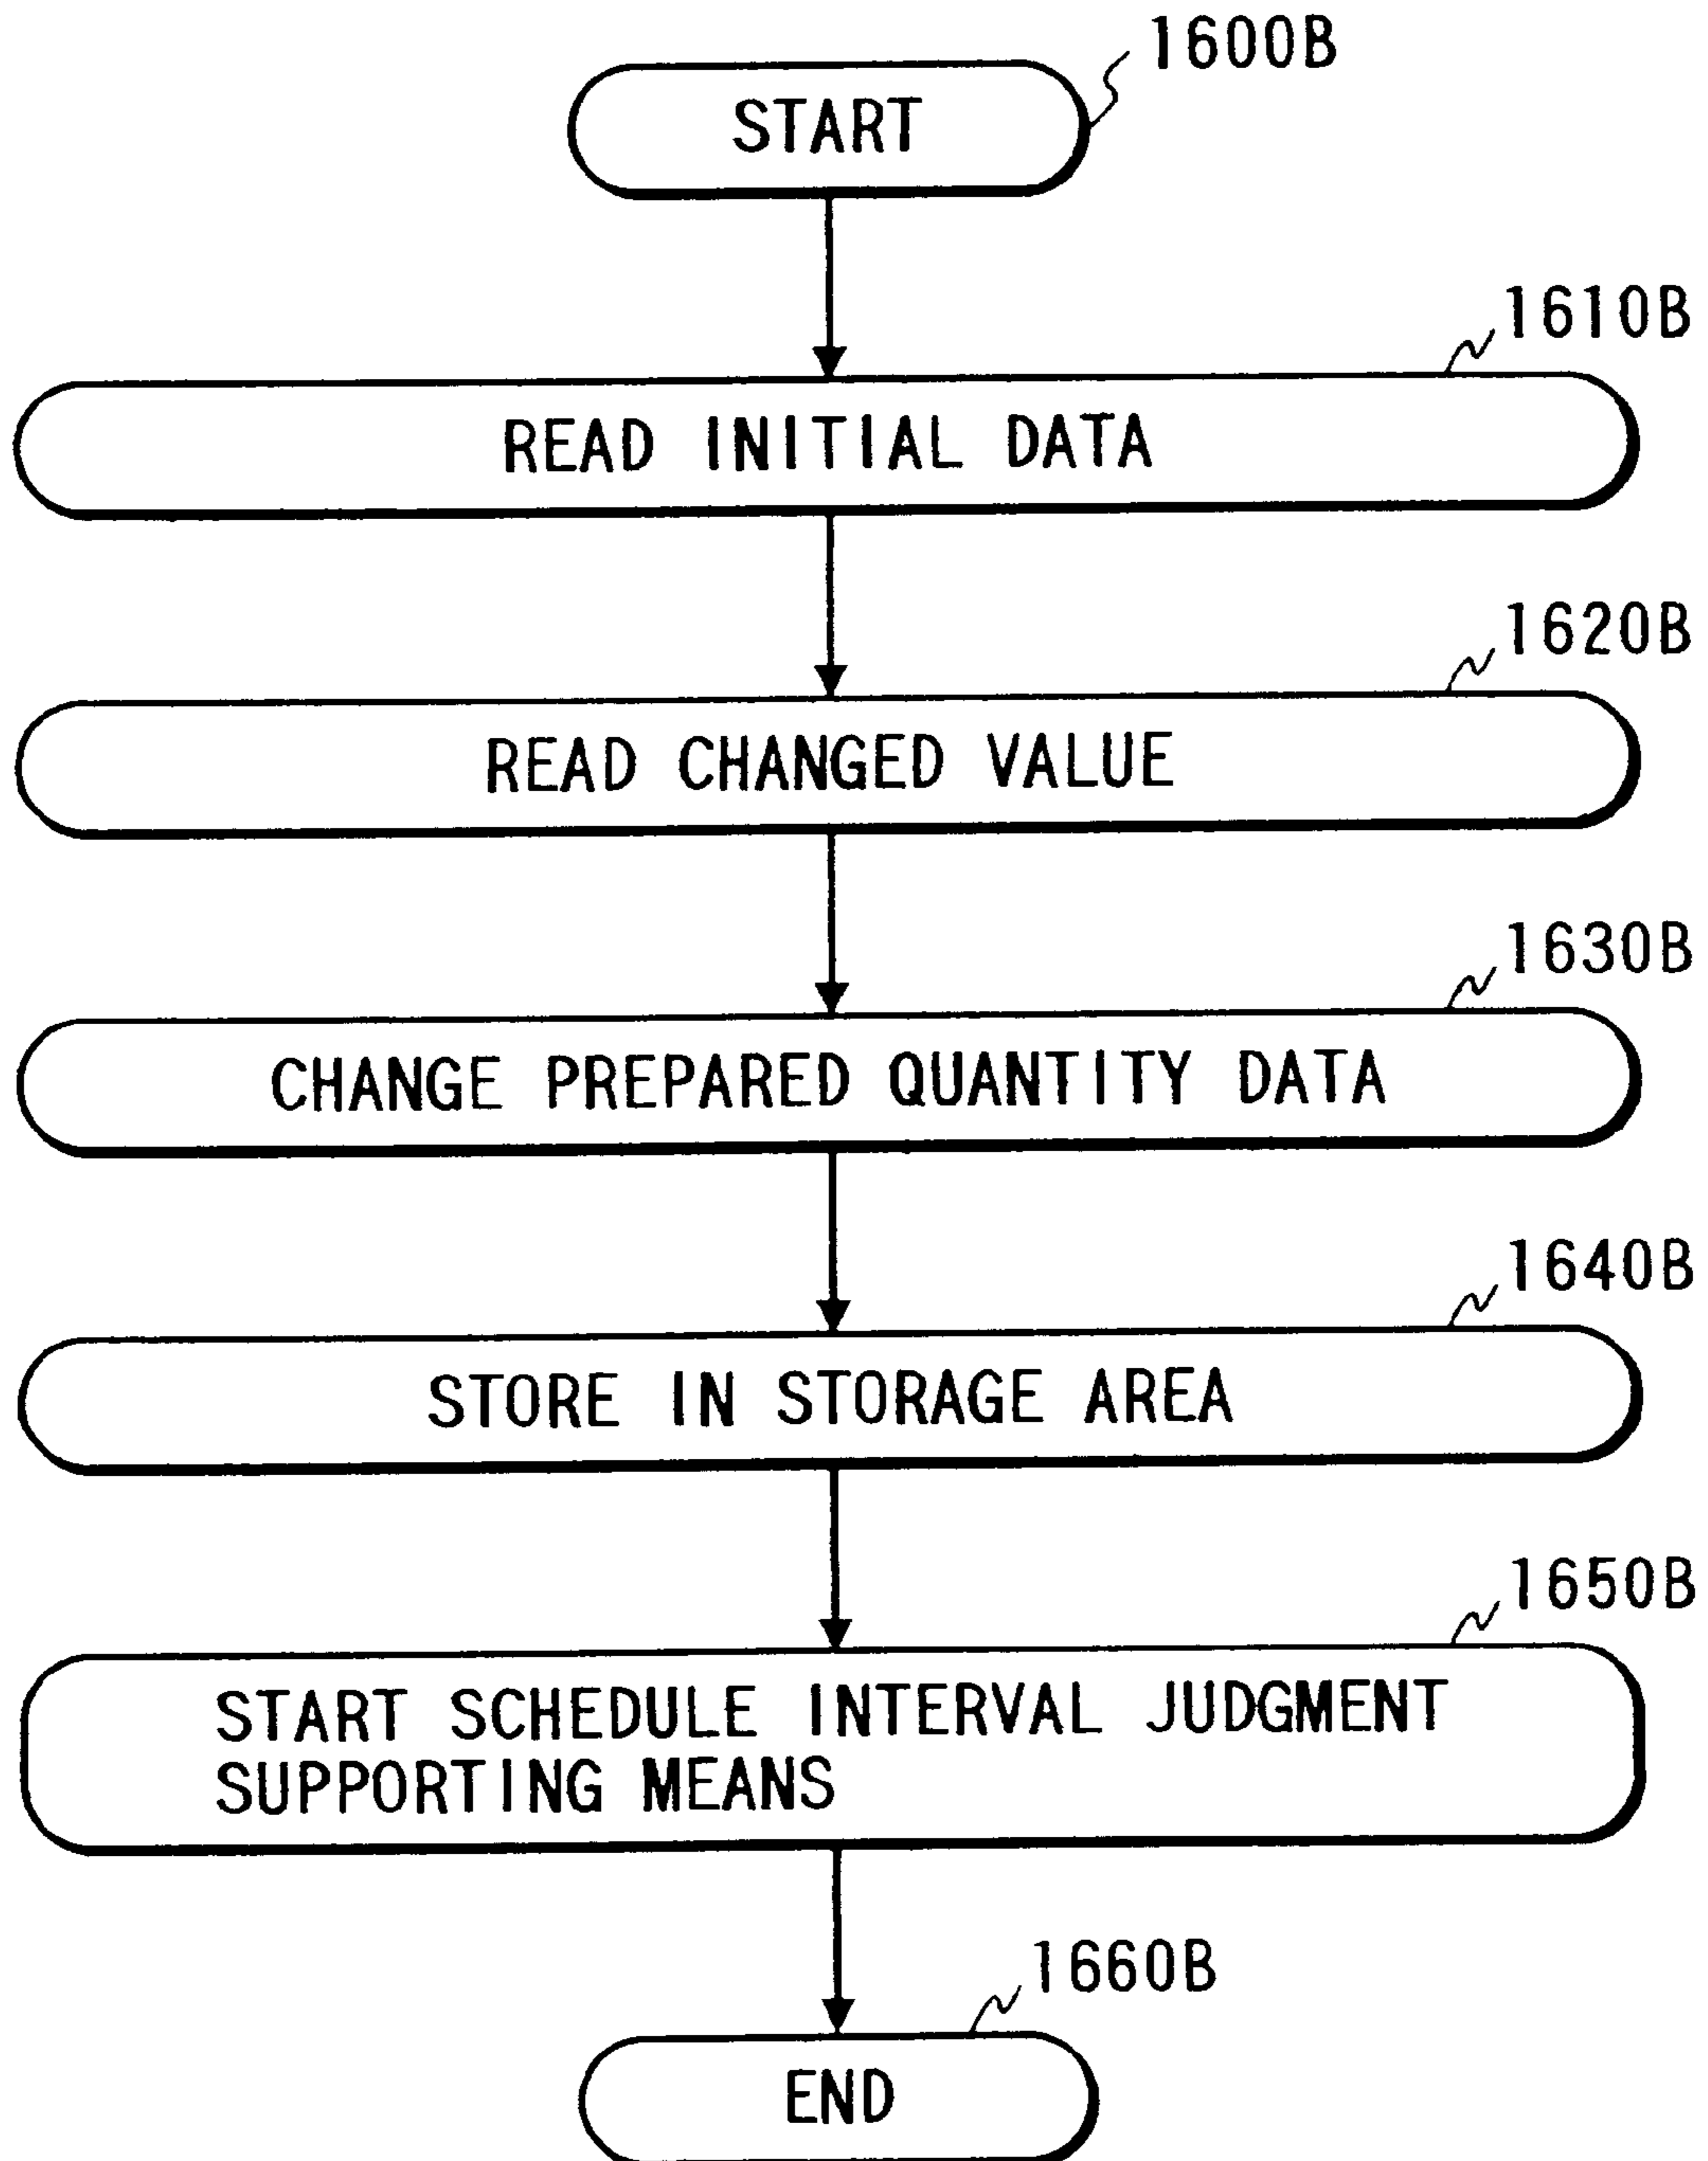 1600B
START
1610B
READ INITIAL DATA
1620B
READ CHANGED VALUE
1630B
CHANGE PREPARED QUANTITY DATA
1640B
STORE IN STORAGE AREA
1650B
START SCHEDULE INTERVAL JUDGMENT
SUPPORTING MEANS
1660B
END